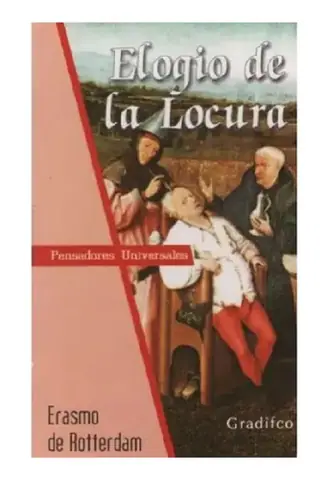 Elogio de
la Locura
Pensadores Universales
Erasmo
de Rotterdam
Gradifco